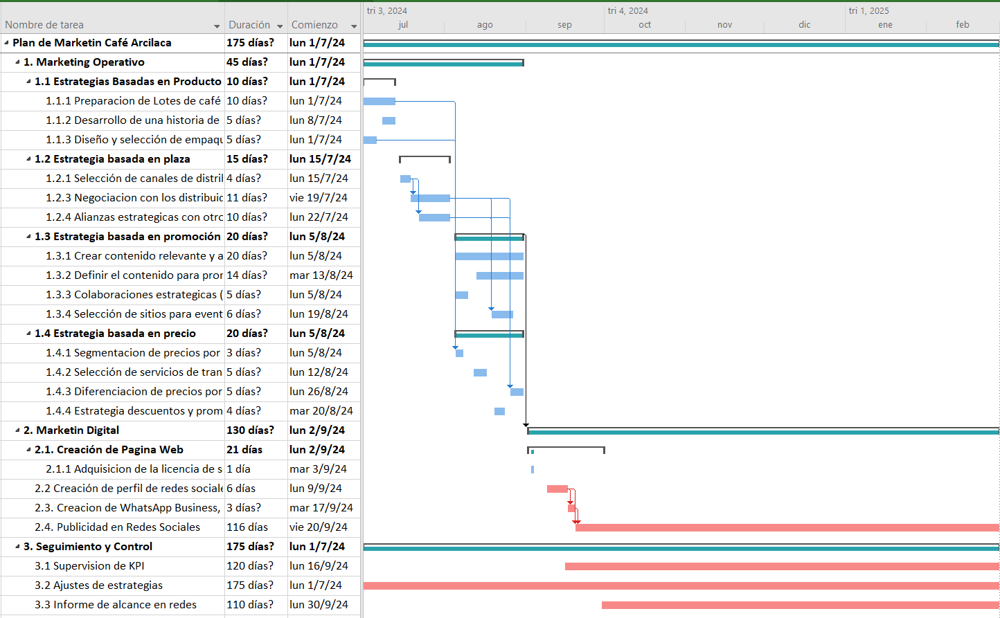 tri 3, 2024 tri 4, 2024 tri 1, 2025
Nombre de tarea Duración Comienzo jul ago sep oct nov dic ene feb
Plan de Marketin Café Arcilaca 175 días? lun 1/7/24
1. Marketing Operativo 45 días? lun 1/7/24
1.1 Estrategias Basadas en Producto 10 días? lun 1/7/24
1.1.1 Preparacion de Lotes de café 10 días? lun 1/7/24
1.1.2 Desarrollo de una historia de 5 días? lun 8/7/24
1.1.3 Diseño y selección de empaqu 5 días? lun 1/7/24
1.2 Estrategia basada en plaza 15 días? lun 15/7/24
1.2.1 Selección de canales de distril 4 días? lun 15/7/24
1.2.3 Negociacion con los distribuid 11 días? vie 19/7/24
1.2.4 Alianzas estrategicas con otro 10 días? lun 22/7/24
1.3 Estrategia basada en promoción 20 días? lun 5/8/24
1.3.1 Crear contenido relevante y a 20 días? lun 5/8/24
1.3.2 Definir el contenido para pror 14 días? mar 13/8/24
1.3.3 Colaboraciones estrategicas ( 5 días? lun 5/8/24
1.3.4 Selección de sitios para event 6 días? lun 19/8/24
1.4 Estrategia basada en precio 20 días? lun 5/8/24
1.4.1 Segmentacion de precios por 3 días? lun 5/8/24
1.4.2 Selección de servicios de tran 5 días? lun 12/8/24
1.4.3 Diferenciacion de precios por 5 días? lun 26/8/24
1.4.4 Estrategia descuentos y prom 4 días? mar 20/8/24
2. Marketin Digital 130 días? lun 2/9/24
2.1. Creación de Pagina Web 21 días lun 2/9/24
2.1.1 Adquisicion de la licencia de s 1 día mar 3/9/24
2.2 Creación de perfil de redes sociale 6 días lun 9/9/24
2.3. Creacion de WhatsApp Business, 3 días? mar 17/9/24
2.4. Publicidad en Redes Sociales 116 días vie 20/9/24
3. Seguimiento y Control 175 días? lun 1/7/24
3.1 Supervision de KPI 120 días? lun 16/9/24
3.2 Ajustes de estrategias 175 días? lun 1/7/24
3.3 Informe de alcance en redes 110 días? lun 30/9/24